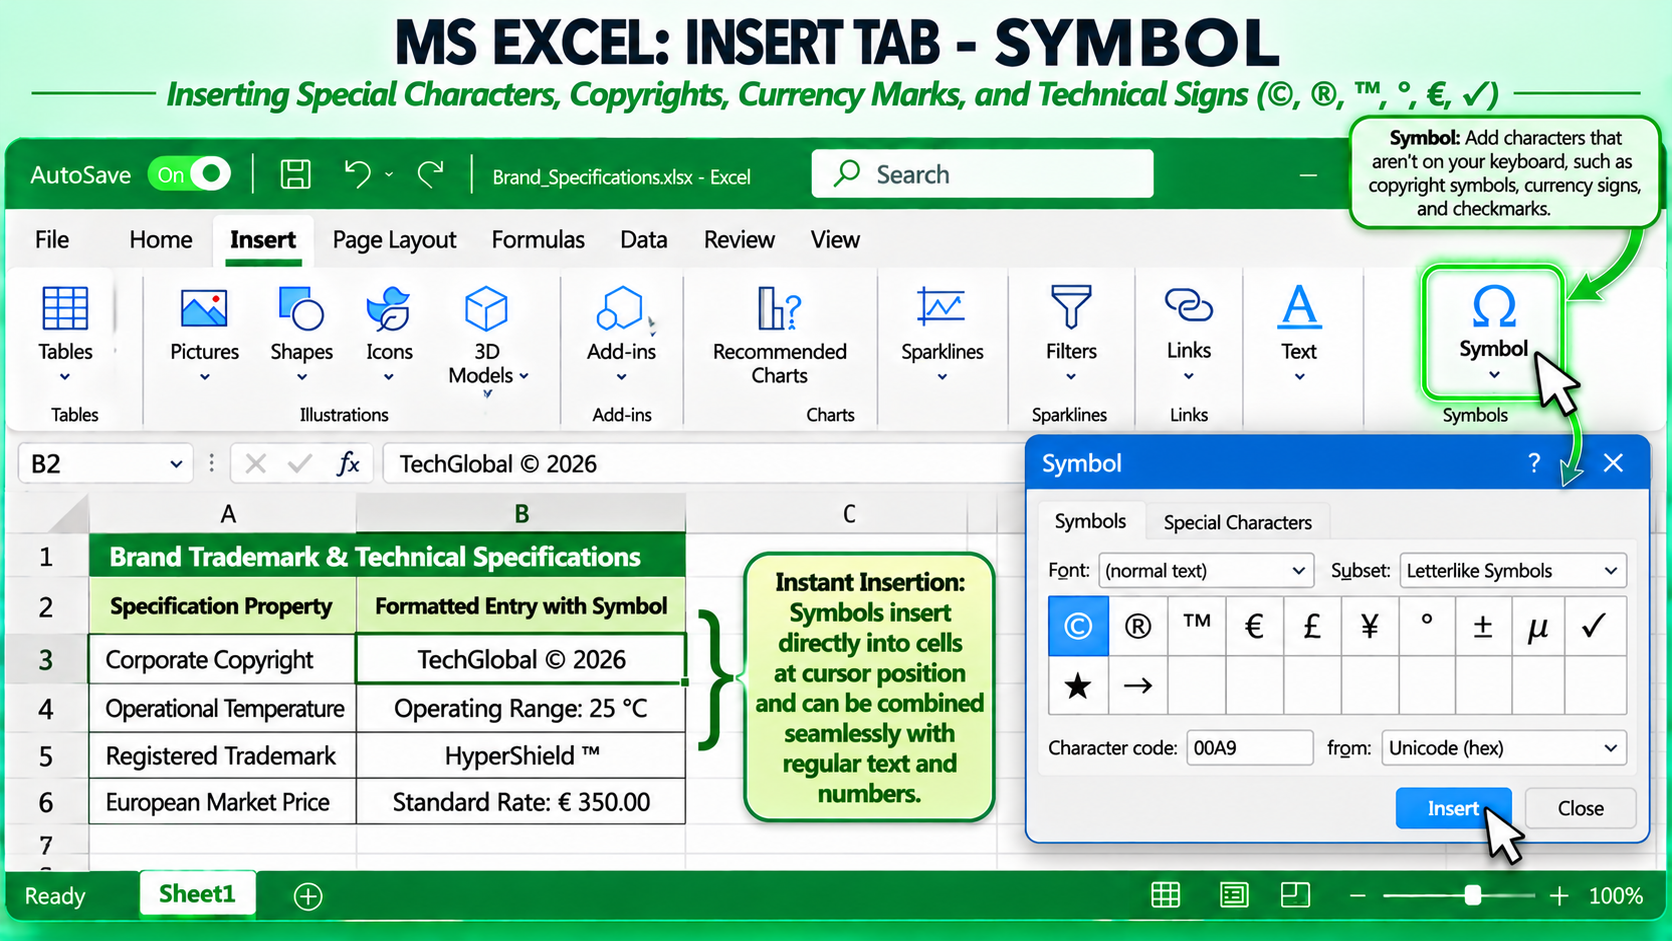 MS EXCEL: INSERT TAB - SYMBOL
Inserting Special Characters, Copyrights, Currency Marks, and Technical Signs (©, ®, ™, °, €, ✓)
Symbol: Add characters that
aren't on your keyboard, such as
copyright symbols, currency signs,
and checkmarks.
AutoSave On Brand_Specifications.xlsx - Excel Search
File Home Insert Page Layout Formulas Data Review View
Tables Pictures Shapes Icons 3D Models Add-ins Recommended Charts Sparklines Filters Links Text Ω Symbol
Tables Illustrations Add-ins Charts Sparklines Links Symbols
B2 fx TechGlobal © 2026
A B C
1 Brand Trademark & Technical Specifications
2 Specification Property Formatted Entry with Symbol
3 Corporate Copyright TechGlobal © 2026
4 Operational Temperature Operating Range: 25 °C
5 Registered Trademark HyperShield ™
6 European Market Price Standard Rate: € 350.00
7
Instant Insertion:
Symbols insert
directly into cells
at cursor position
and can be combined
seamlessly with
regular text and
numbers.
Symbol ?
Symbols Special Characters
Font: (normal text) Subset: Letterlike Symbols
© ® ™ € £ ¥ ° ± μ ✓
★ →
Character code: 00A9 from: Unicode (hex)
Insert Close
Ready Sheet1 100%